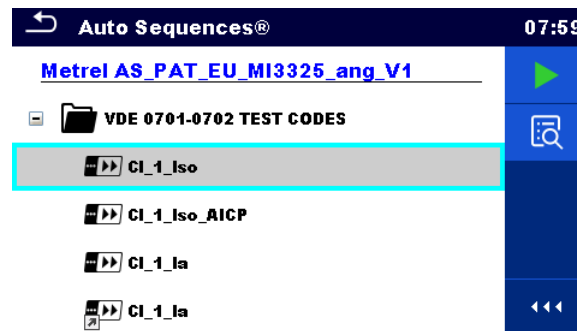 Auto Sequences® 07:59
Metrel AS_PAT_EU_MI3325_ang_V1
VDE 0701-0702 TEST CODES
Cl_1_Iso
Cl_1_Iso_AICP
Cl_1_Ia
Cl_1_Ia